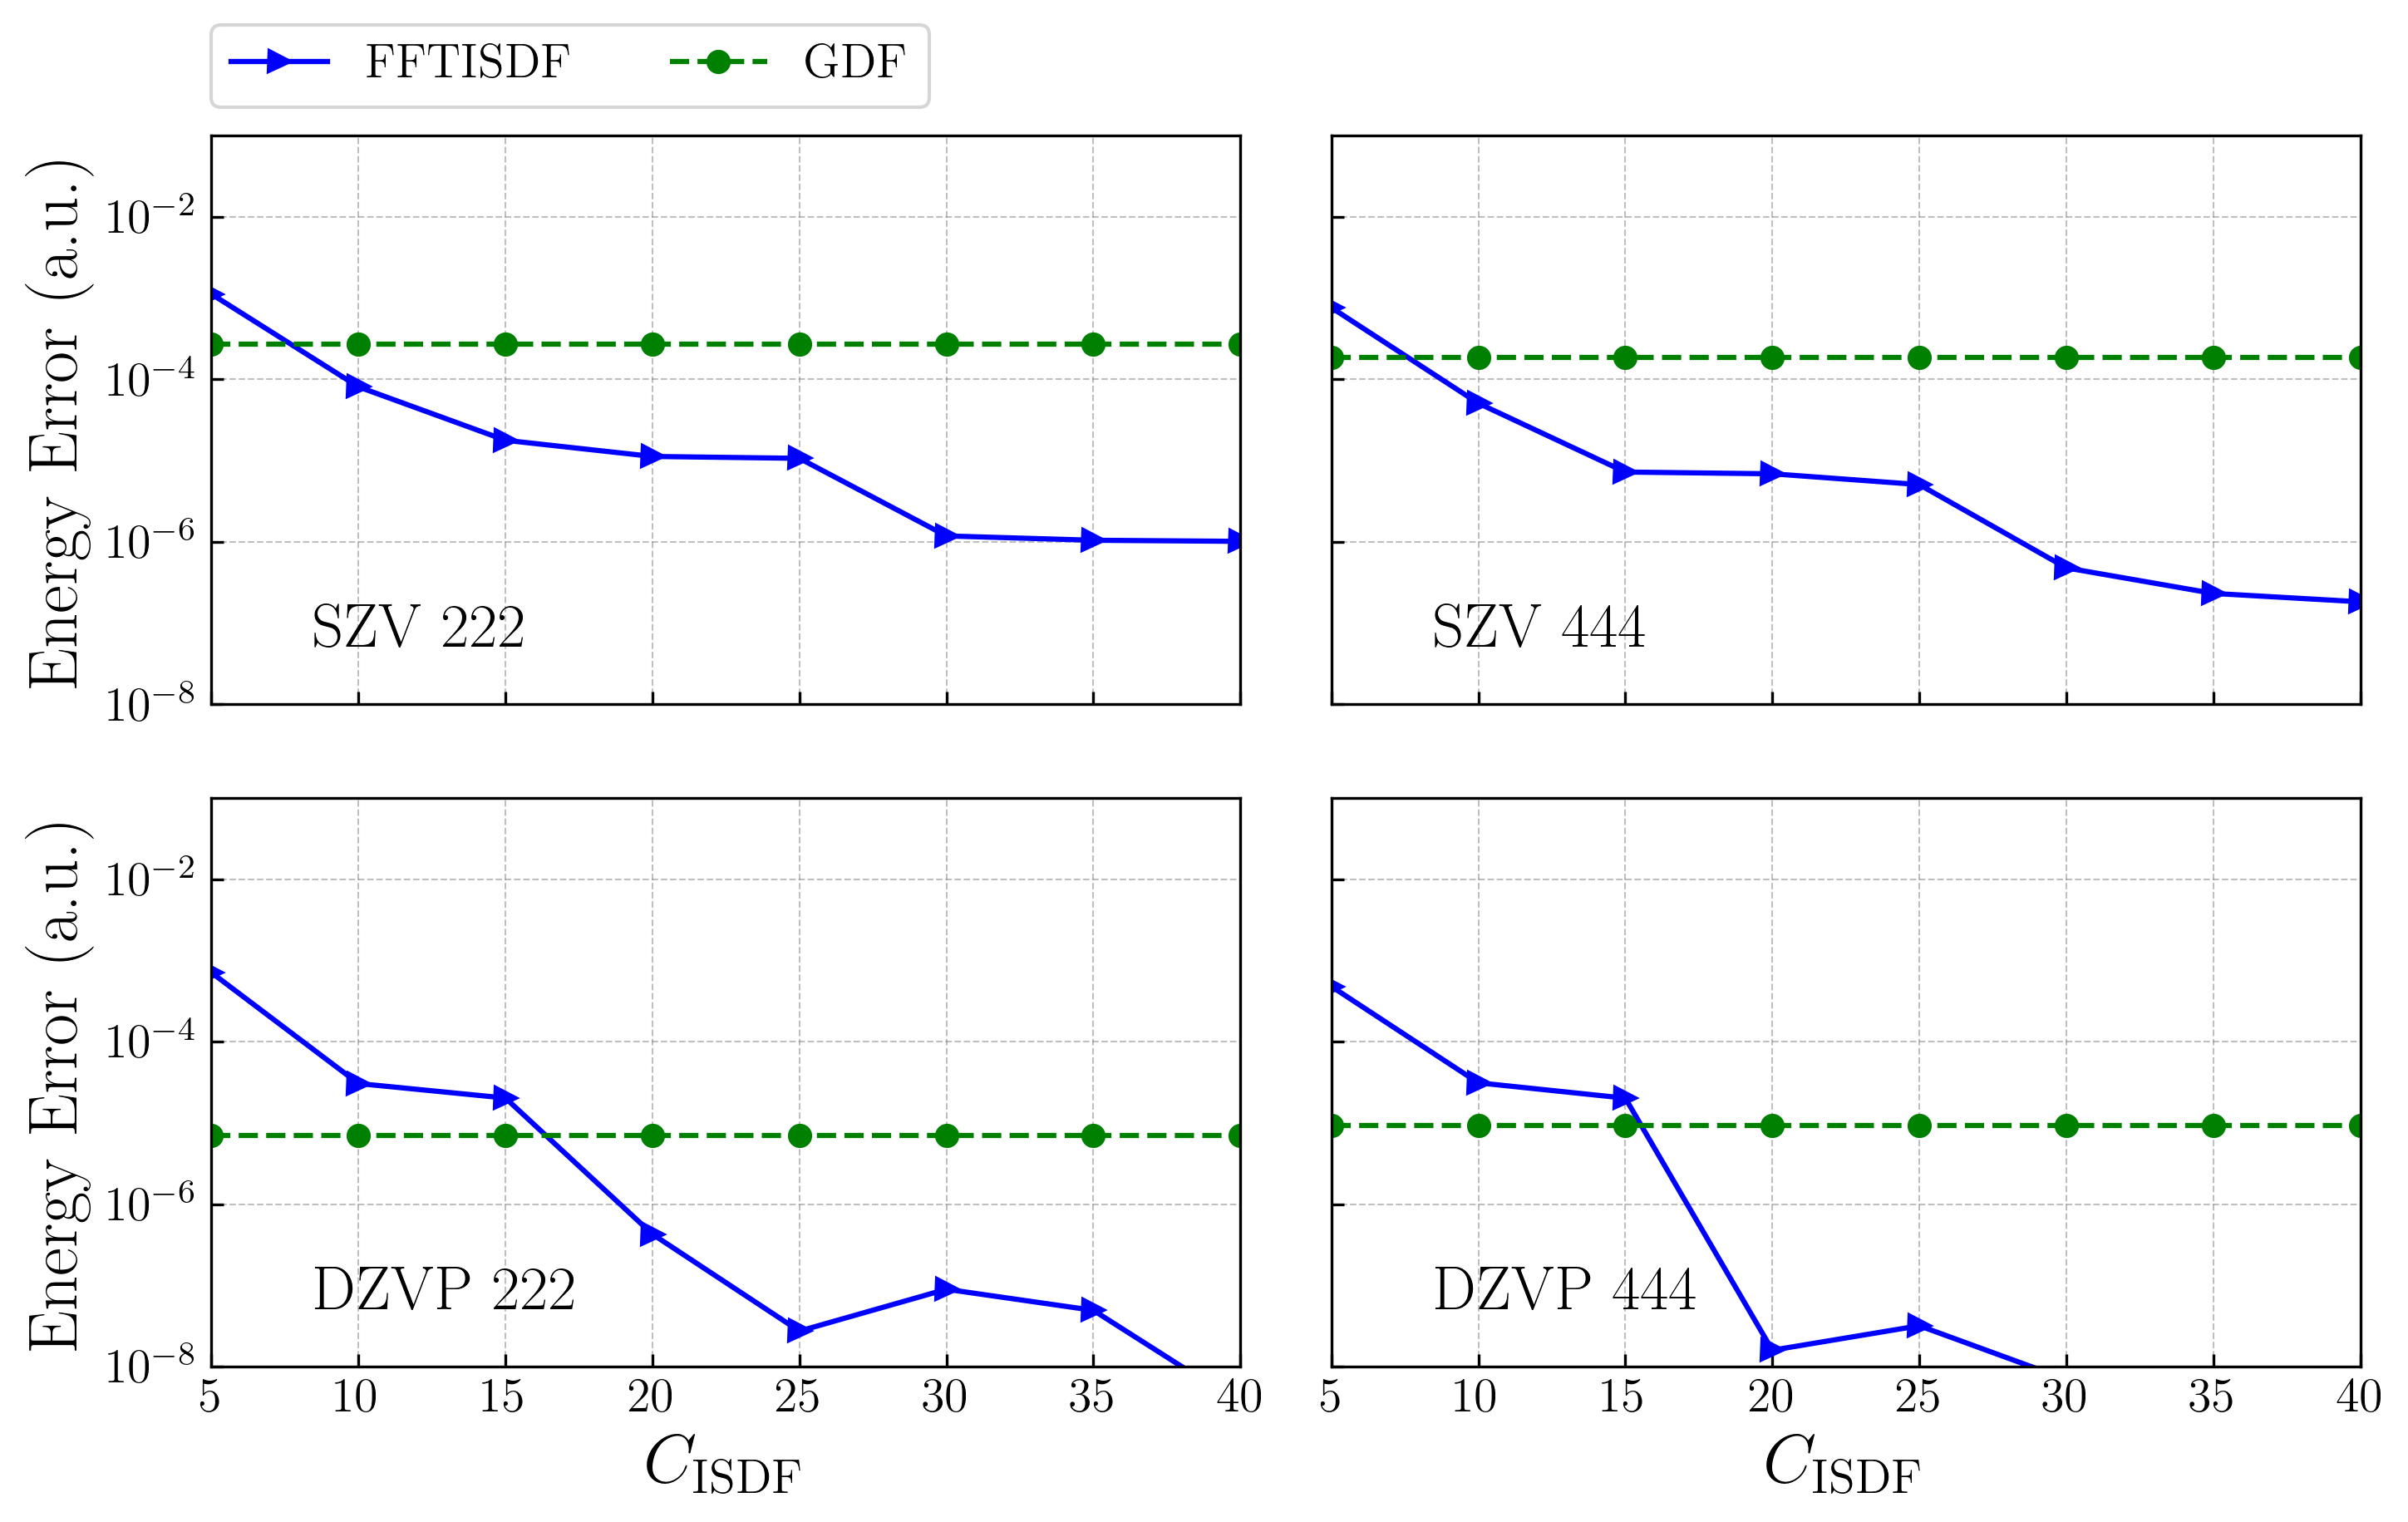 FFTISDF GDF
Energy Error (a.u.)
10⁻²
10⁻⁴
10⁻⁶
10⁻⁸
SZV 222
SZV 444
Energy Error (a.u.)
10⁻²
10⁻⁴
10⁻⁶
10⁻⁸
DZVP 222
DZVP 444
5 10 15 20 25 30 35 40
5 10 15 20 25 30 35 40
C_ISDF
C_ISDF